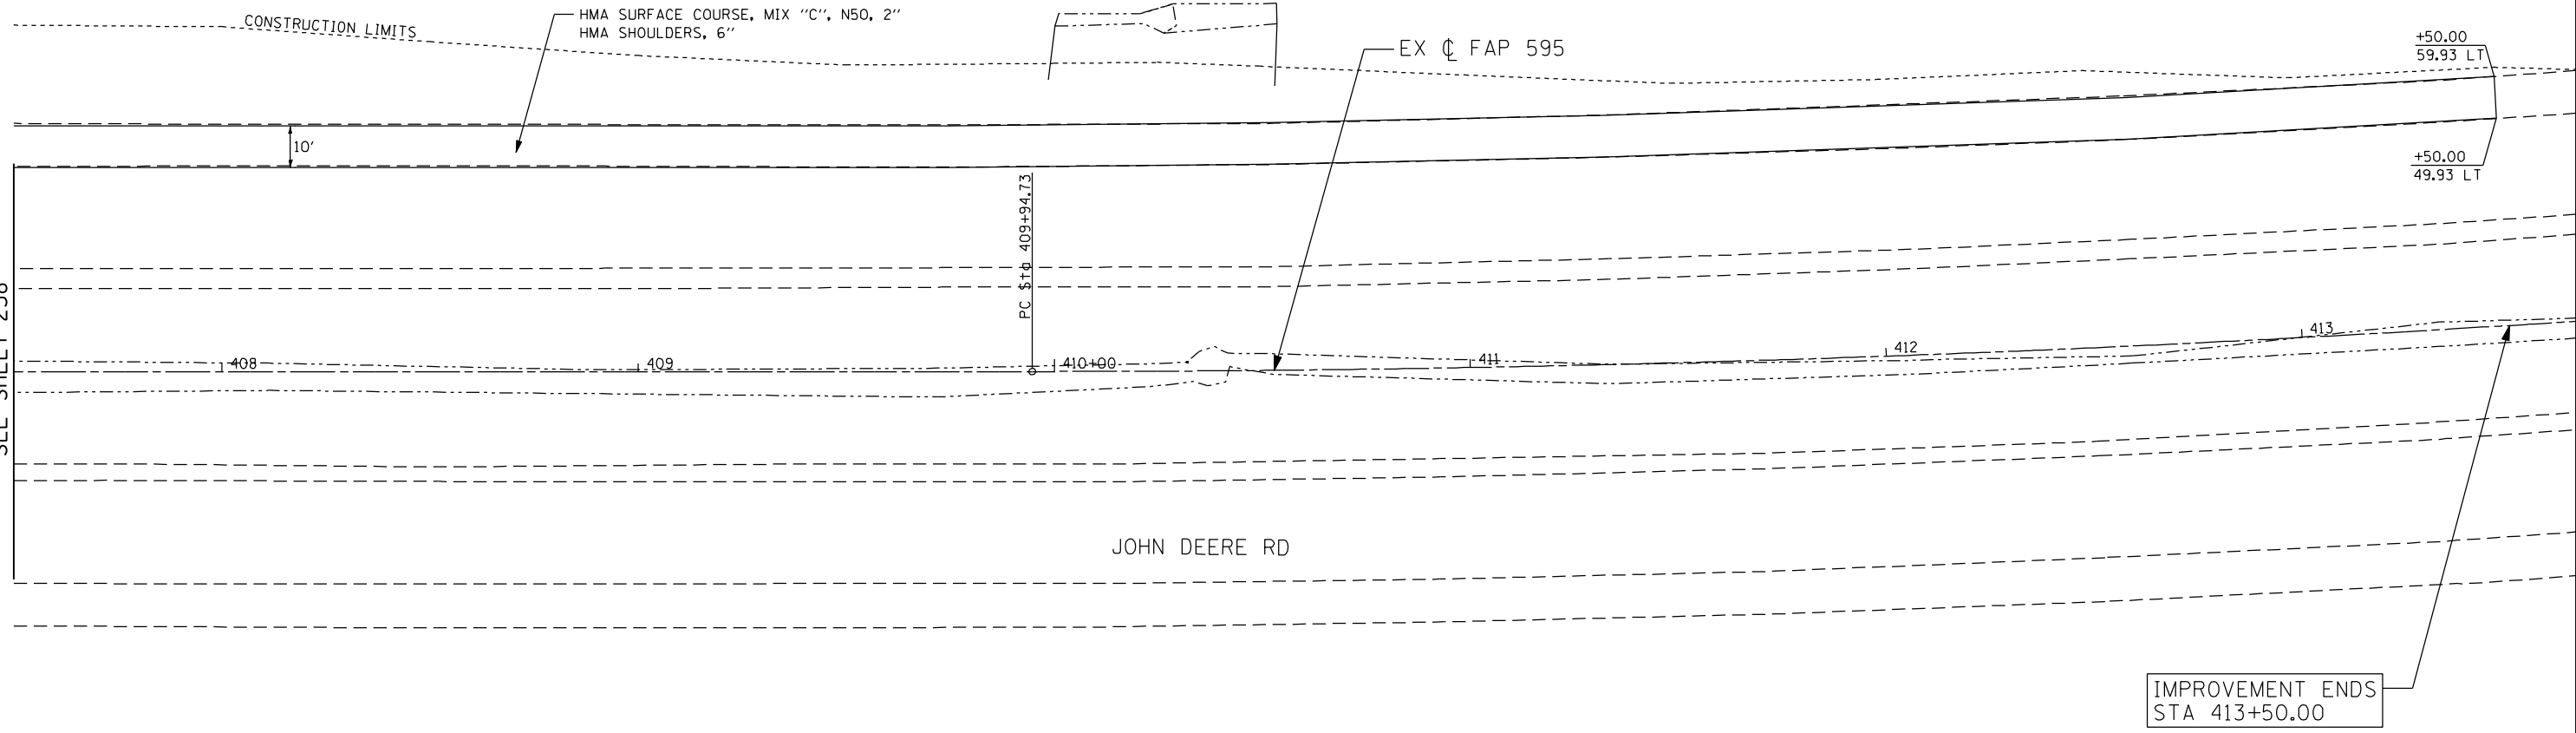 CONSTRUCTION LIMITS
HMA SURFACE COURSE, MIX "C", N50, 2"
HMA SHOULDERS, 6"
EX ℄ FAP 595
+50.00
59.93 LT
10'
+50.00
49.93 LT
PC Sta 409+94.73
408
409
410+00
411
412
413
JOHN DEERE RD
IMPROVEMENT ENDS
STA 413+50.00